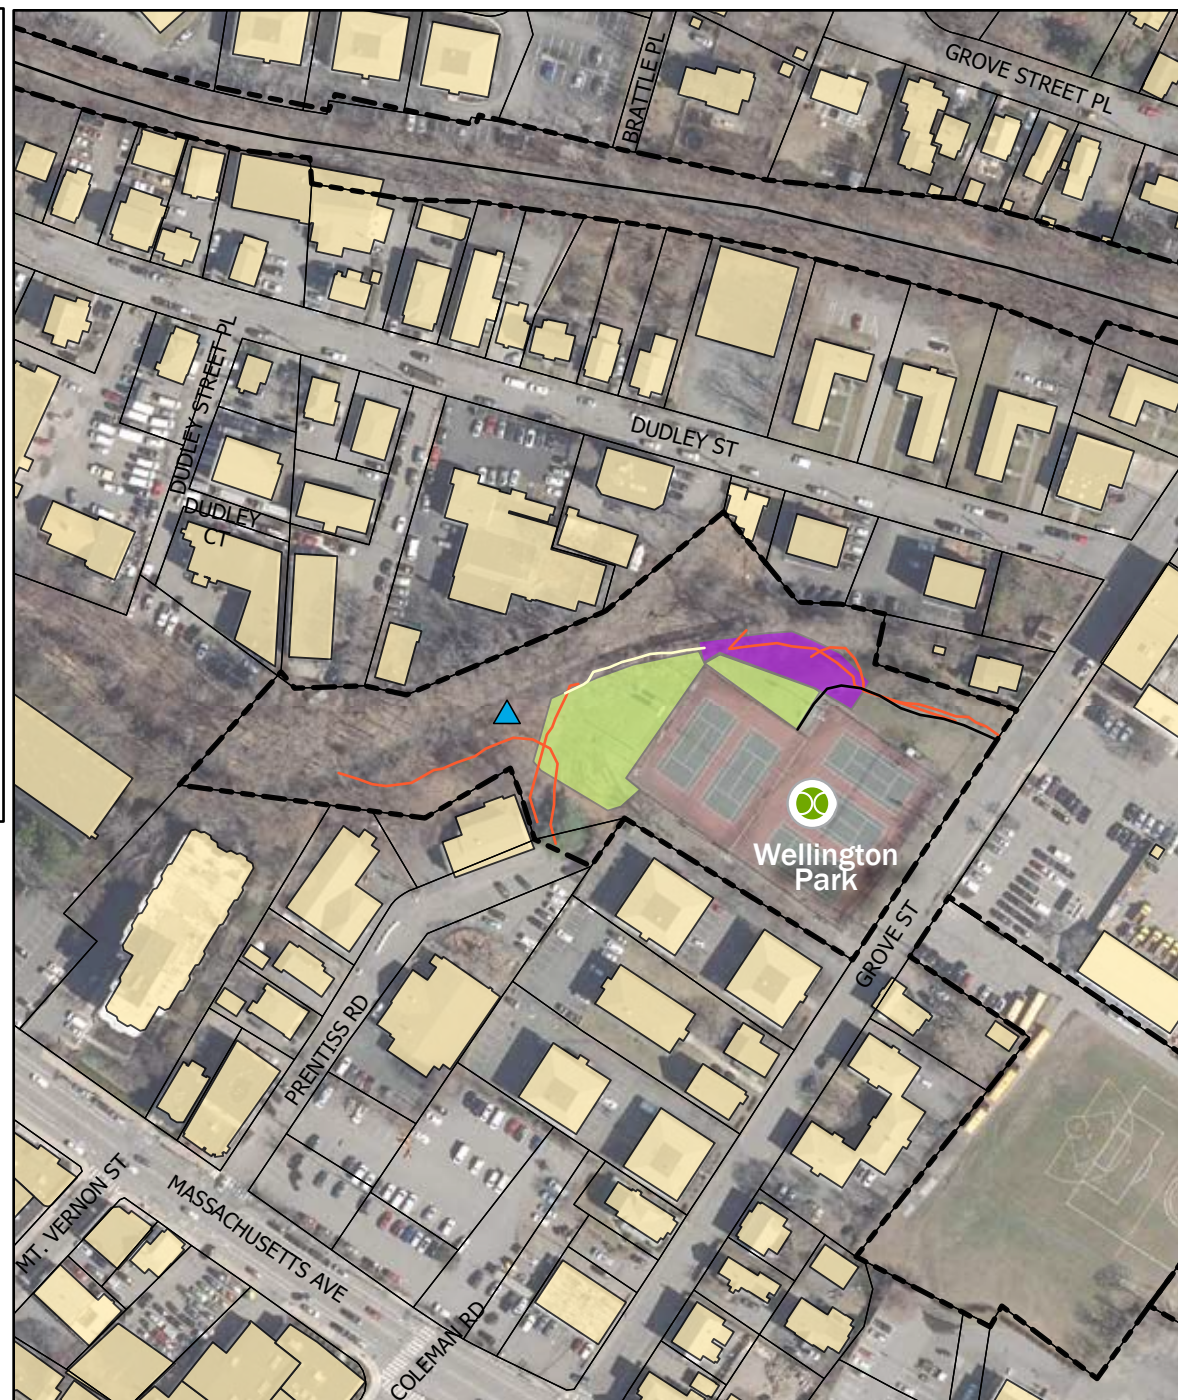 GROVE STREET PL
BRATTLE PL
DUDLEY STREET PL
DUDLEY ST
DUDLEY
CT
Wellington
Park
GROVE ST
PRENTISS RD
MT. VERNON ST
MASSACHUSETTS AVE
COLEMAN RD